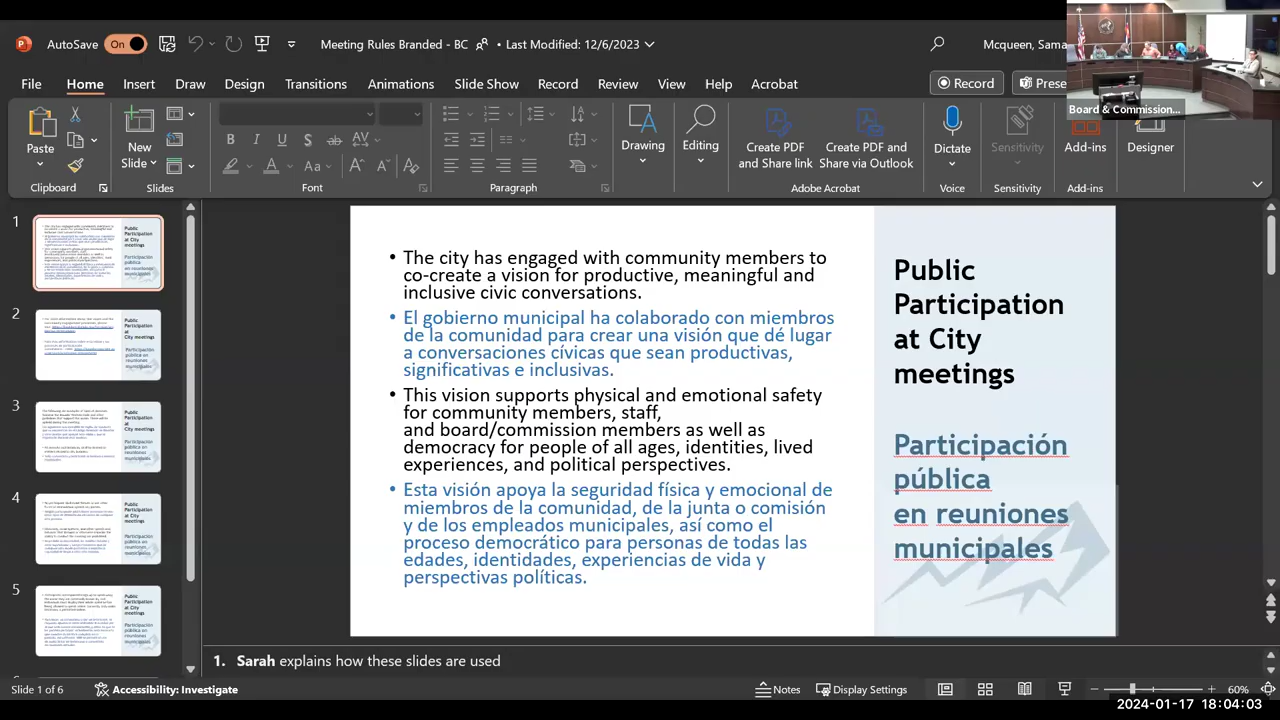 AutoSave On Meeting Rules Branded - BC • Last Modified: 12/6/2023 Mcqueen, Sama
File Home Insert Draw Design Transitions Animations Slide Show Record Review View Help Acrobat Record Prese
Board & Commission...
Paste New Slide Drawing Editing Create PDF and Share link Create PDF and Share via Outlook Dictate Sensitivity Add-ins Designer
Clipboard Slides Font Paragraph Adobe Acrobat Voice Sensitivity Add-ins
1
2
3
4
5
• The city has engaged with community members to
co-create a vision for productive, meaningful and
inclusive civic conversations.
• El gobierno municipal ha colaborado con miembros
de la comunidad para crear una visión que de lugar
a conversaciones cívicas que sean productivas,
significativas e inclusivas.
• This vision supports physical and emotional safety
for community members, staff,
and board/commission members as well as
democracy for people of all ages, identities, lived
experiences, and political perspectives.
• Esta visión apoya la seguridad física y emocional de
miembros de la comunidad, de la junta o comisión
y de los empleados municipales, así como el
proceso democrático para personas de todas las
edades, identidades, experiencias de vida y
perspectivas políticas.
Public
Participation
at City
meetings
Participación
pública
en reuniones
municipales
1. Sarah explains how these slides are used
Slide 1 of 6 Accessibility: Investigate Notes Display Settings 60%
2024-01-17 18:04:03